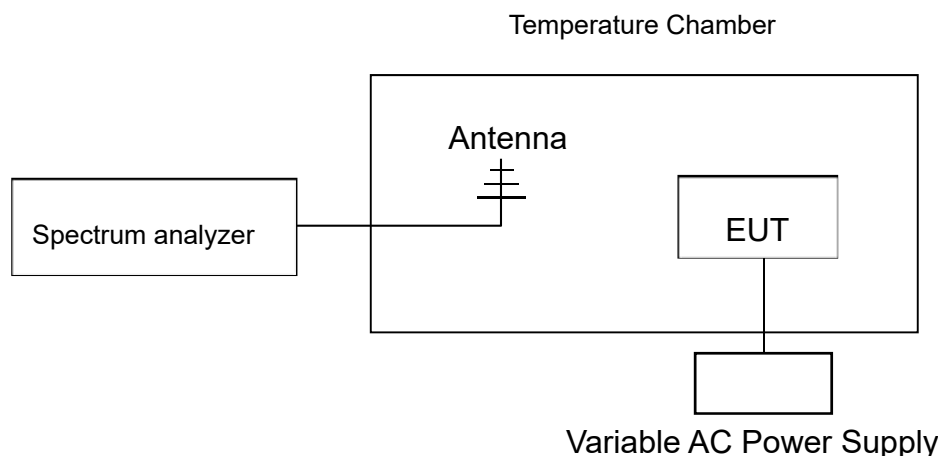 Temperature Chamber
Antenna
Spectrum analyzer
EUT
Variable AC Power Supply